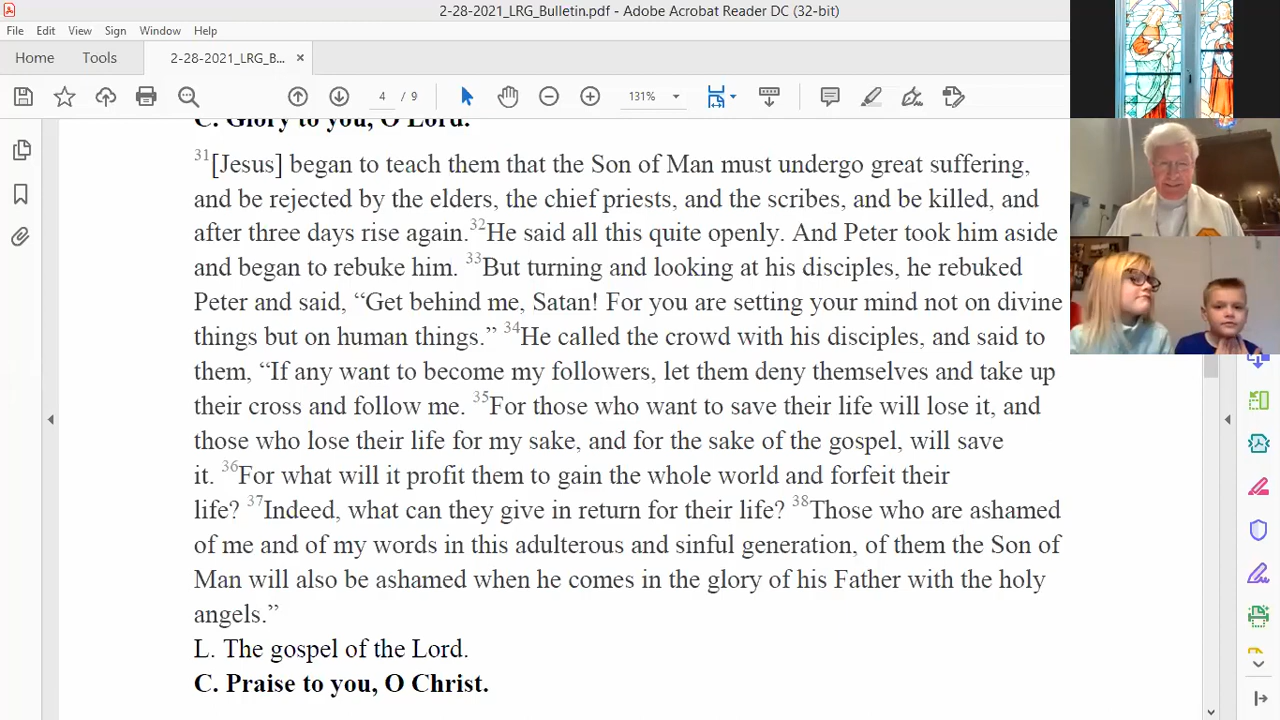 2-28-2021_LRG_Bulletin.pdf - Adobe Acrobat Reader DC (32-bit)
File Edit View Sign Window Help
Home Tools 2-28-2021_LRG_B... ×
4 / 9 131%
C. Glory to you, O Lord.
31[Jesus] began to teach them that the Son of Man must undergo great suffering,
and be rejected by the elders, the chief priests, and the scribes, and be killed, and
after three days rise again.32He said all this quite openly. And Peter took him aside
and began to rebuke him. 33But turning and looking at his disciples, he rebuked
Peter and said, “Get behind me, Satan! For you are setting your mind not on divine
things but on human things.” 34He called the crowd with his disciples, and said to
them, “If any want to become my followers, let them deny themselves and take up
their cross and follow me. 35For those who want to save their life will lose it, and
those who lose their life for my sake, and for the sake of the gospel, will save
it. 36For what will it profit them to gain the whole world and forfeit their
life? 37Indeed, what can they give in return for their life? 38Those who are ashamed
of me and of my words in this adulterous and sinful generation, of them the Son of
Man will also be ashamed when he comes in the glory of his Father with the holy
angels.”
L. The gospel of the Lord.
C. Praise to you, O Christ.